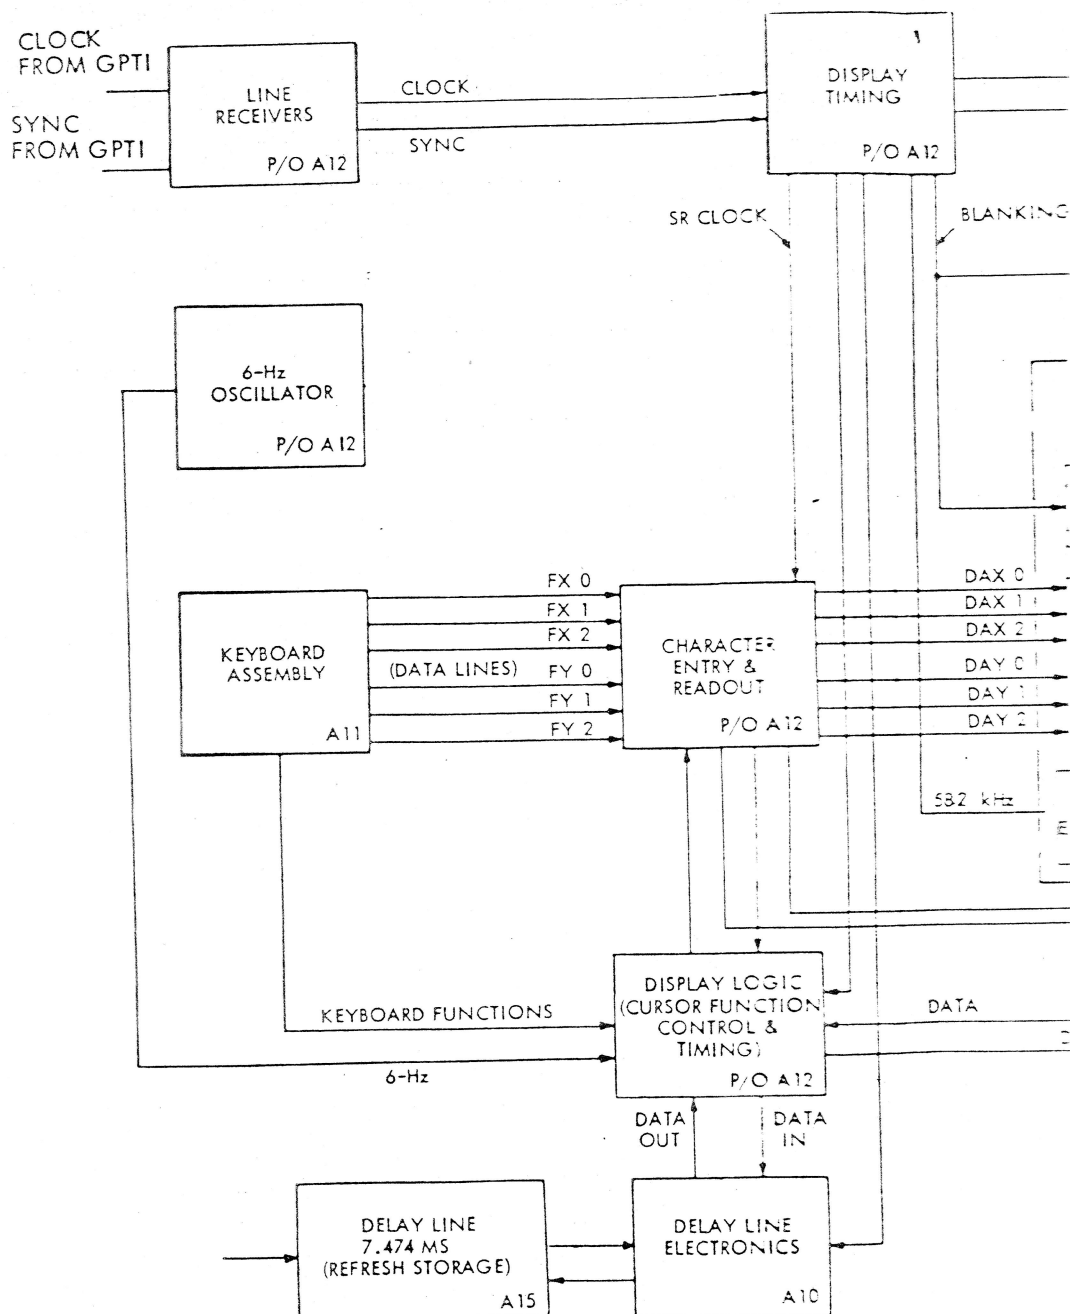 CLOCK
FROM GPTI
SYNC
FROM GPTI
LINE
RECEIVERS
P/O A12
CLOCK
SYNC
DISPLAY
TIMING
P/O A12
SR CLOCK
BLANKING
6-Hz
OSCILLATOR
P/O A12
KEYBOARD
ASSEMBLY
A11
FX 0
FX 1
FX 2
(DATA LINES)
FY 0
FY 1
FY 2
CHARACTER
ENTRY &
READOUT
P/O A12
DAX 0
DAX 1
DAX 2
DAY 0
DAY 1
DAY 2
582 kHz
E
KEYBOARD FUNCTIONS
6-Hz
DISPLAY LOGIC
(CURSOR FUNCTION
CONTROL &
TIMING)
P/O A12
DATA
DATA
OUT
DATA
IN
DELAY LINE
7.474 MS
(REFRESH STORAGE)
A15
DELAY LINE
ELECTRONICS
A10